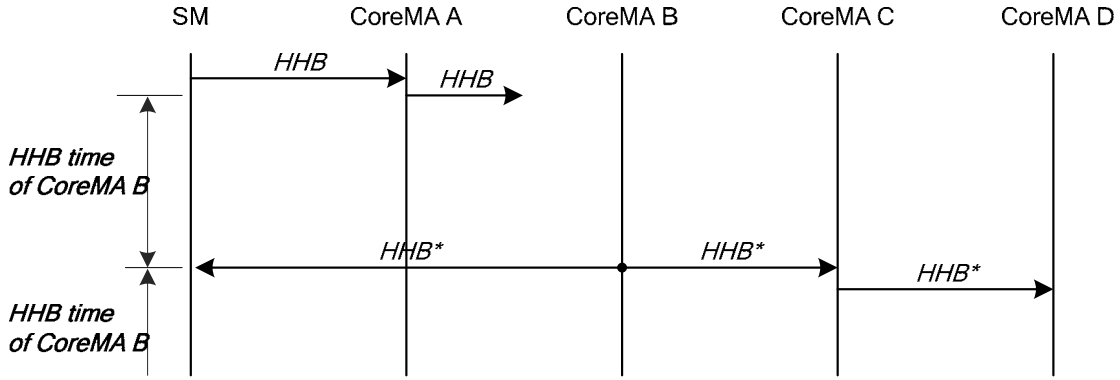 SM CoreMA A CoreMA B CoreMA C CoreMA D
HHB
HHB
HHB time
of CoreMA B
HHB* HHB*
HHB*
HHB time
of CoreMA B